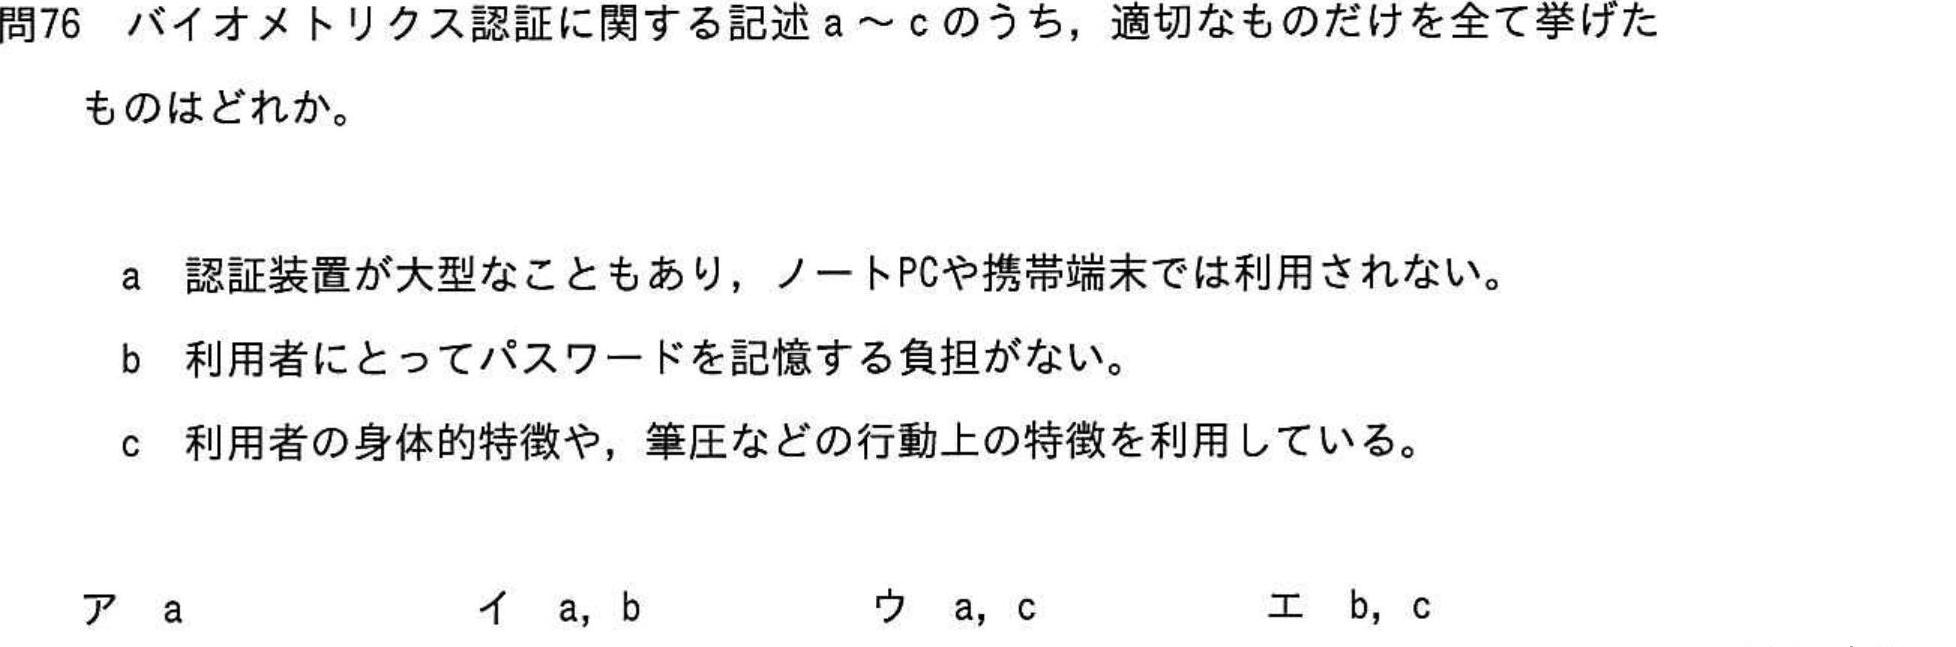 問76　バイオメトリクス認証に関する記述 a ～ c のうち，適切なものだけを全て挙げた
ものはどれか。
a　認証装置が大型なこともあり，ノートPCや携帯端末では利用されない。
b　利用者にとってパスワードを記憶する負担がない。
c　利用者の身体的特徴や，筆圧などの行動上の特徴を利用している。
ア　a　　イ　a，b　　ウ　a，c　　エ　b，c